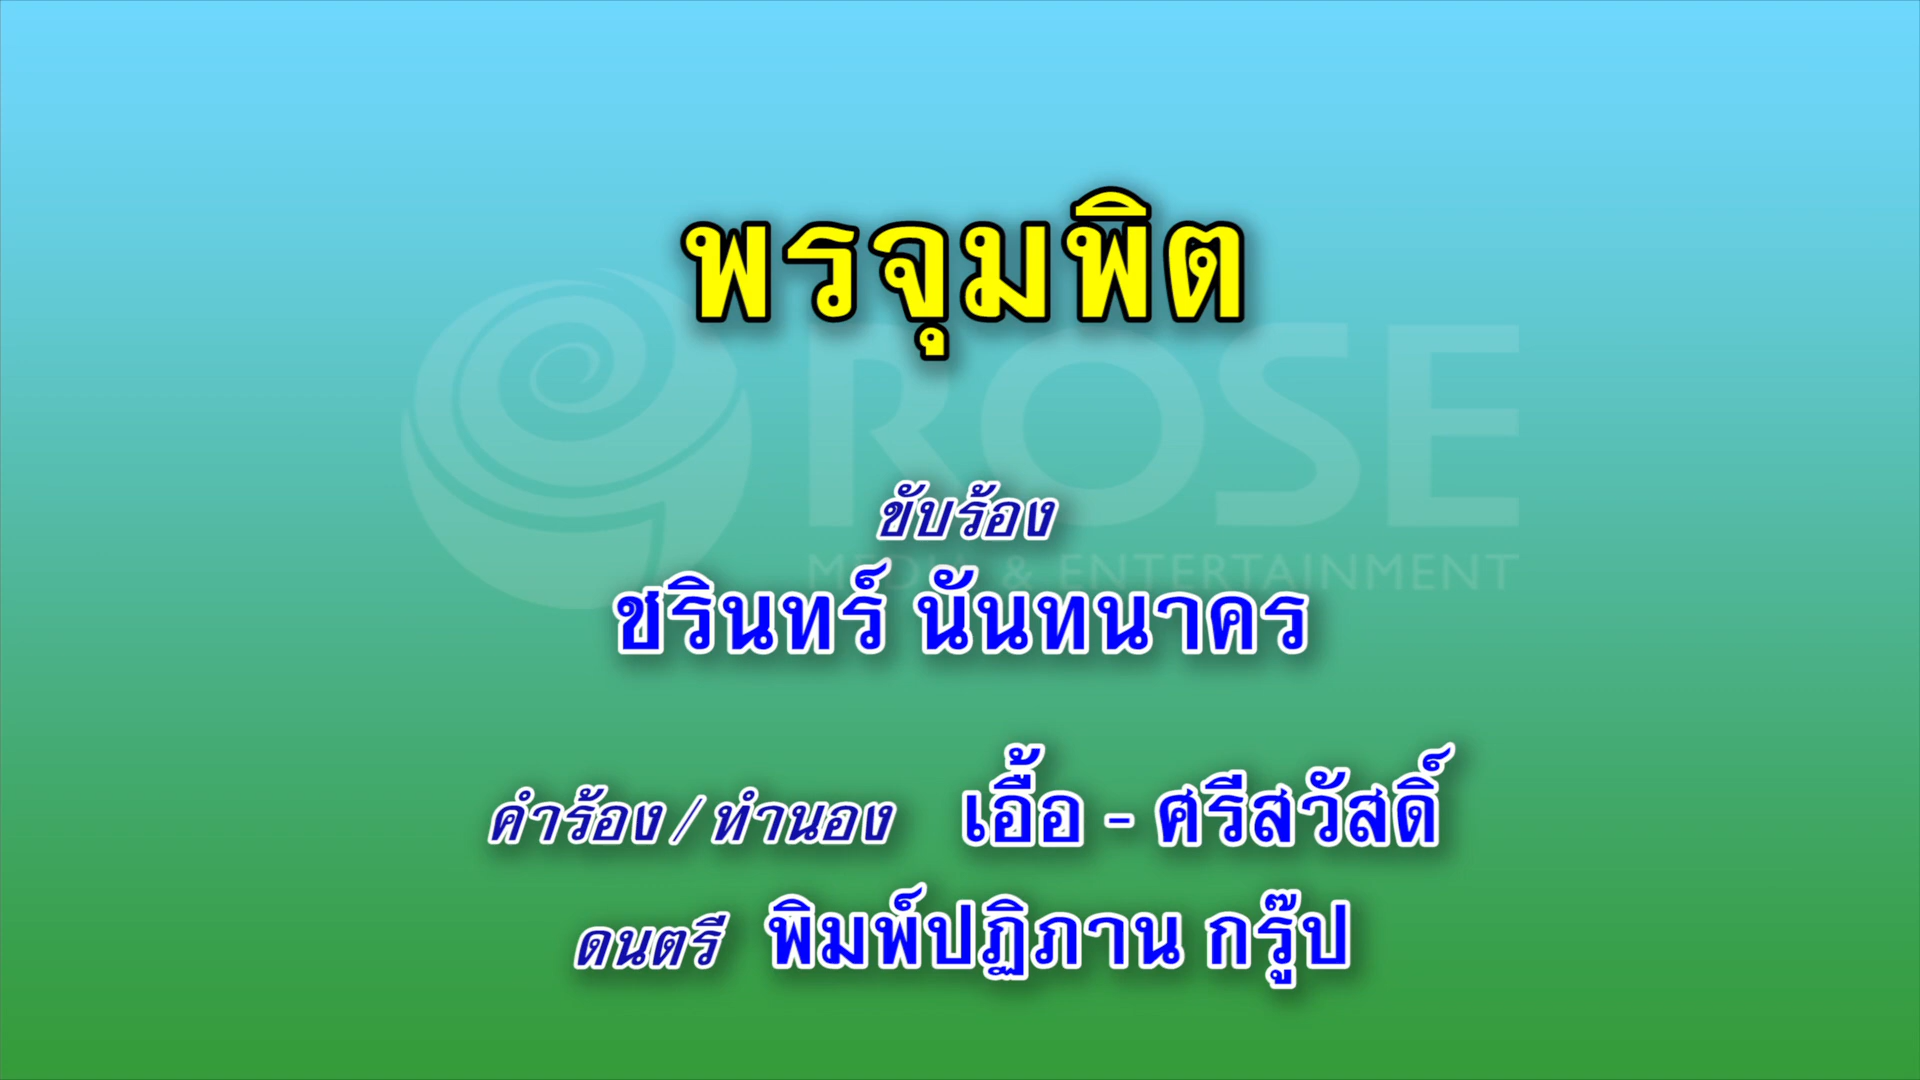 พรจุมพิต
ROSE
MEDIA & ENTERTAINMENT
ขับร้อง
ชรินทร์ นันทนาคร
คำร้อง / ทำนอง เอื้อ - ศรีสวัสดิ์
ดนตรี พิมพ์ปฏิภาน กรู๊ป